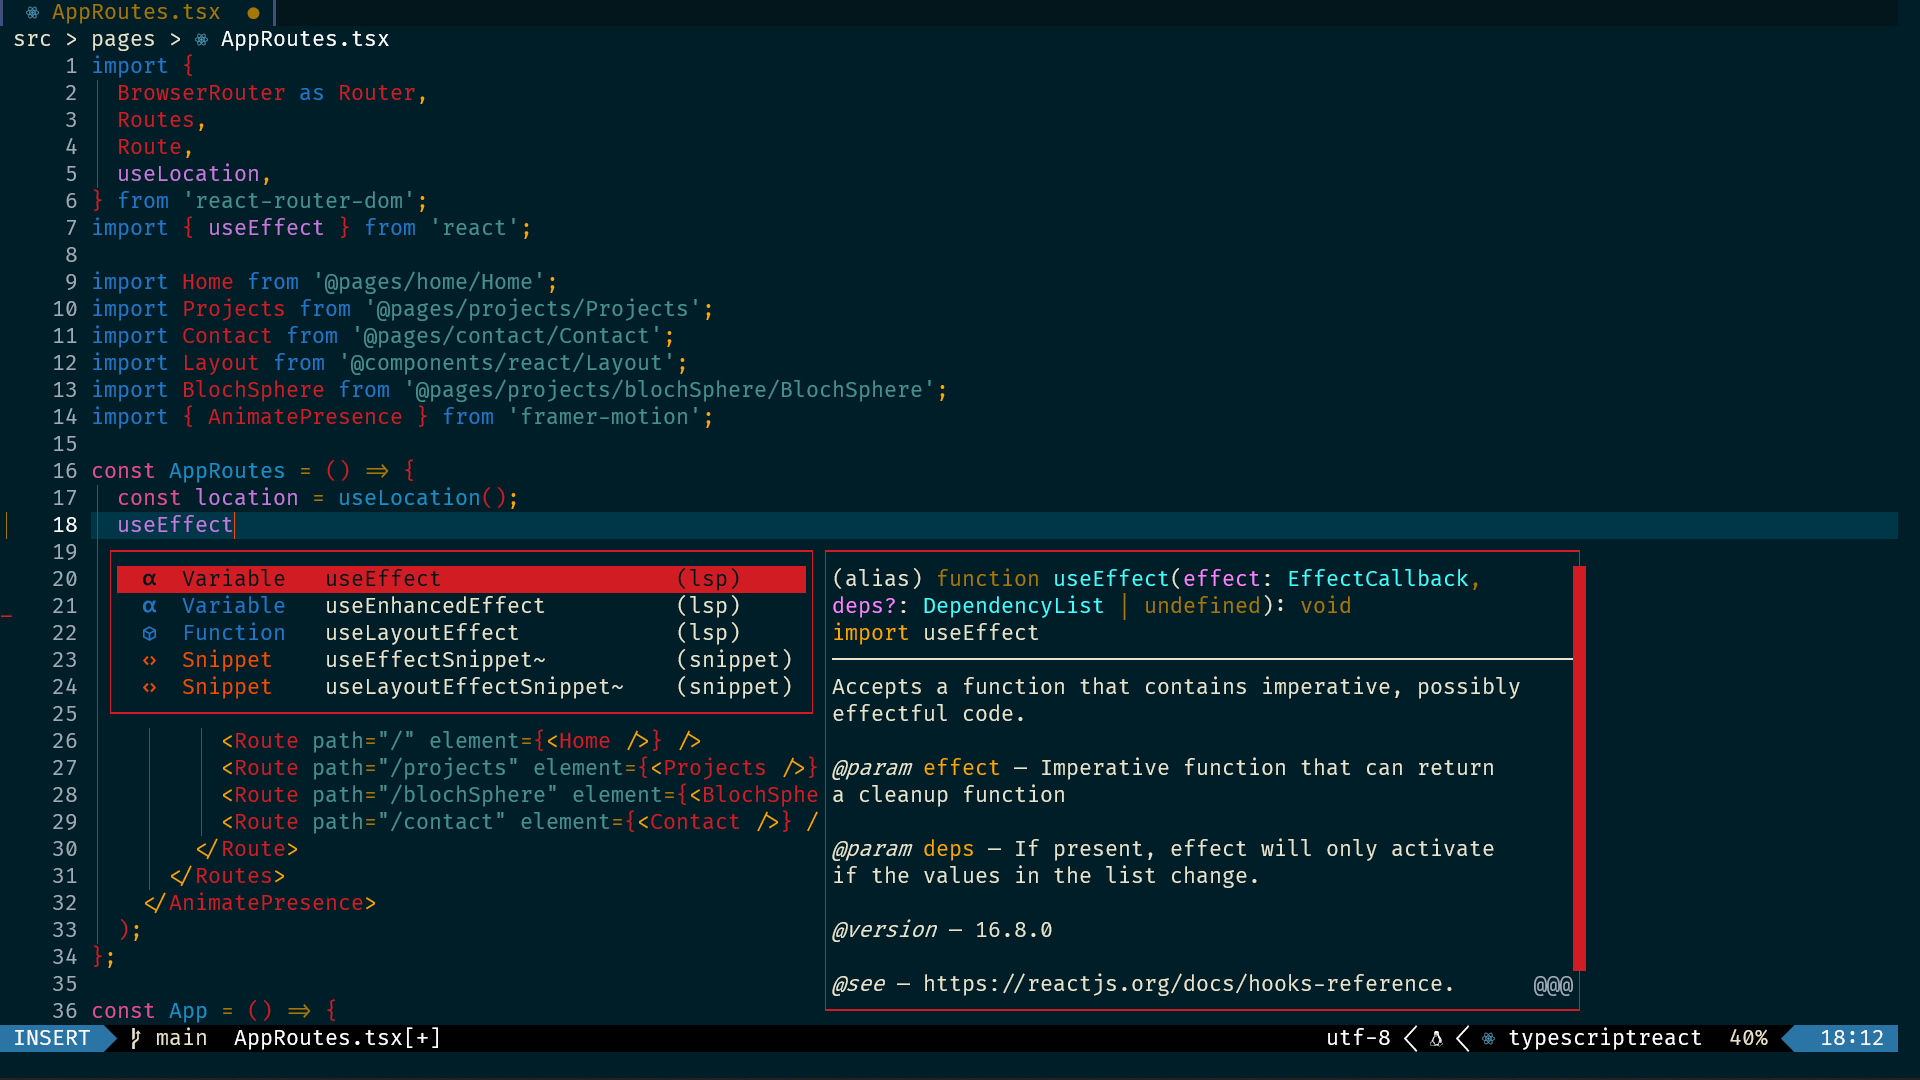 AppRoutes.tsx ●
src > pages > AppRoutes.tsx
1 import {
2 BrowserRouter as Router,
3 Routes,
4 Route,
5 useLocation,
6 } from 'react-router-dom';
7 import { useEffect } from 'react';
8
9 import Home from '@pages/home/Home';
10 import Projects from '@pages/projects/Projects';
11 import Contact from '@pages/contact/Contact';
12 import Layout from '@components/react/Layout';
13 import BlochSphere from '@pages/projects/blochSphere/BlochSphere';
14 import { AnimatePresence } from 'framer-motion';
15
16 const AppRoutes = () => {
17 const location = useLocation();
18 useEffect
19
20 α Variable useEffect (lsp)
21 α Variable useEnhancedEffect (lsp)
22 Function useLayoutEffect (lsp)
23 <> Snippet useEffectSnippet~ (snippet)
24 <> Snippet useLayoutEffectSnippet~ (snippet)
25
26 <Route path="/" element={<Home />} />
27 <Route path="/projects" element={<Projects />}
28 <Route path="/blochSphere" element={<BlochSphe
29 <Route path="/contact" element={<Contact />} /
30 </Route>
31 </Routes>
32 </AnimatePresence>
33 );
34 };
35
36 const App = () => {
(alias) function useEffect(effect: EffectCallback,
deps?: DependencyList | undefined): void
import useEffect
Accepts a function that contains imperative, possibly
effectful code.
@param effect — Imperative function that can return
a cleanup function
@param deps — If present, effect will only activate
if the values in the list change.
@version — 16.8.0
@see — https://reactjs.org/docs/hooks-reference. @@@
INSERT main AppRoutes.tsx[+] utf-8 < < typescriptreact 40% 18:12